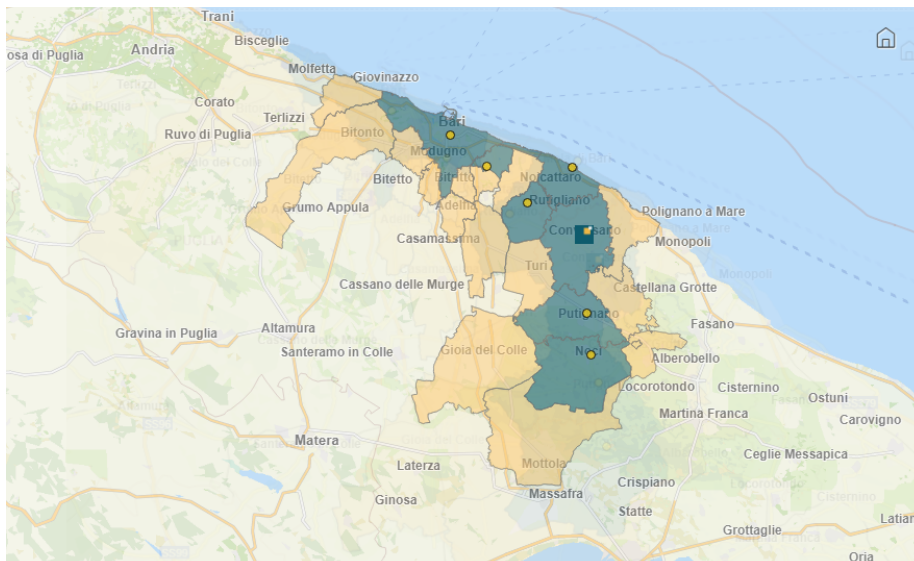 Trani
Bisceglie
Andria
osa di Puglia
Molfetta
Giovinazzo
Corato
Terlizzi
Bari
Ruvo di Puglia
Bitonto
Modugno
Bitritto
Noicattaro
Bitetto
Rutigliano
Adelfia
Grumo Appula
Polignano a Mare
Conversano
Casamassima
Monopoli
Turi
Cassano delle Murge
Castellana Grotte
Putignano
Fasano
Gravina in Puglia
Altamura
Santeramo in Colle
Gioia del Colle
Noci
Alberobello
Locorotondo
Cisternino
Ostuni
Martina Franca
Carovigno
Matera
Ceglie Messapica
Laterza
Mottola
Crispiano
Ginosa
Massafra
Statte
Latian
Grottaglie
Oria